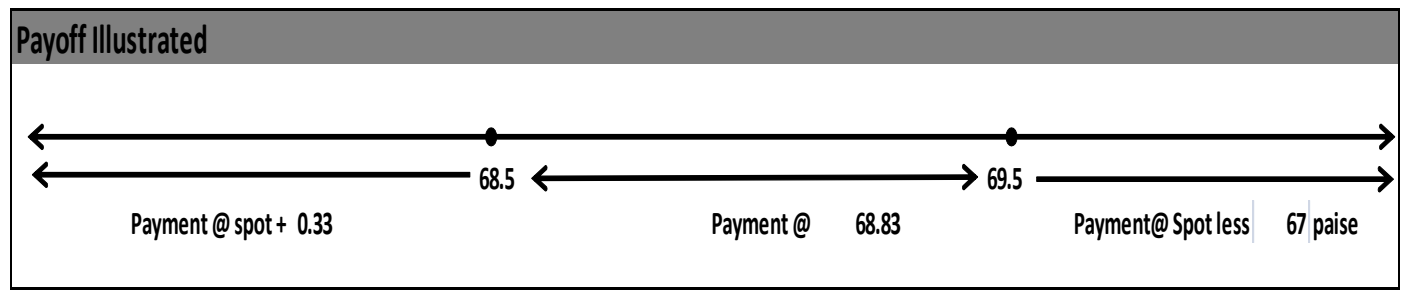 Payoff Illustrated
68.5 69.5
Payment @ spot + 0.33 Payment @ 68.83 Payment@ Spot less 67 paise